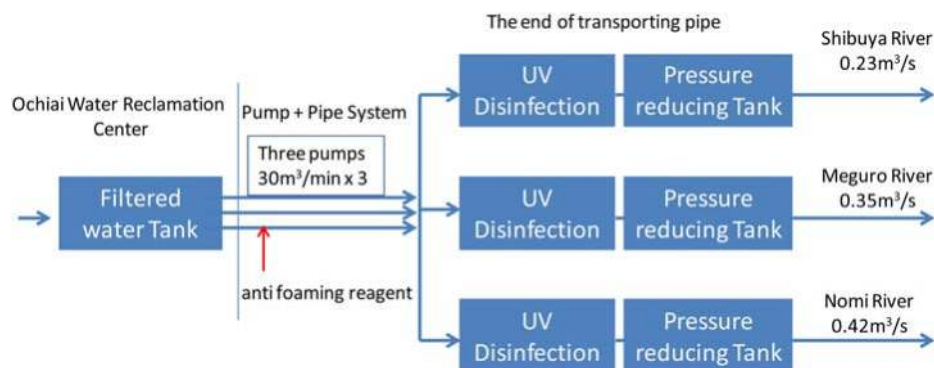 The end of transporting pipe
Ochiai Water Reclamation
Center
Pump + Pipe System
Three pumps
30m³/min x 3
Filtered
water Tank
anti foaming reagent
UV
Disinfection
Pressure
reducing Tank
Shibuya River
0.23m³/s
UV
Disinfection
Pressure
reducing Tank
Meguro River
0.35m³/s
UV
Disinfection
Pressure
reducing Tank
Nomi River
0.42m³/s